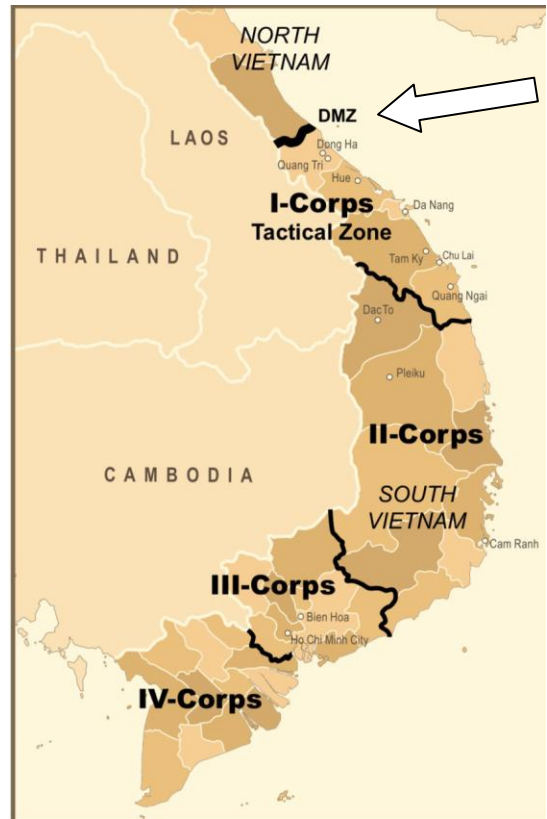 NORTH
VIETNAM
DMZ
LAOS
Dong Ha
Quang Tri
Hue
I-Corps
Tactical Zone
Da Nang
THAILAND
Tam Ky
Chu Lai
Quang Ngai
DacTo
Pleiku
II-Corps
CAMBODIA
SOUTH
VIETNAM
Cam Ranh
III-Corps
Bien Hoa
Ho Chi Minh City
IV-Corps